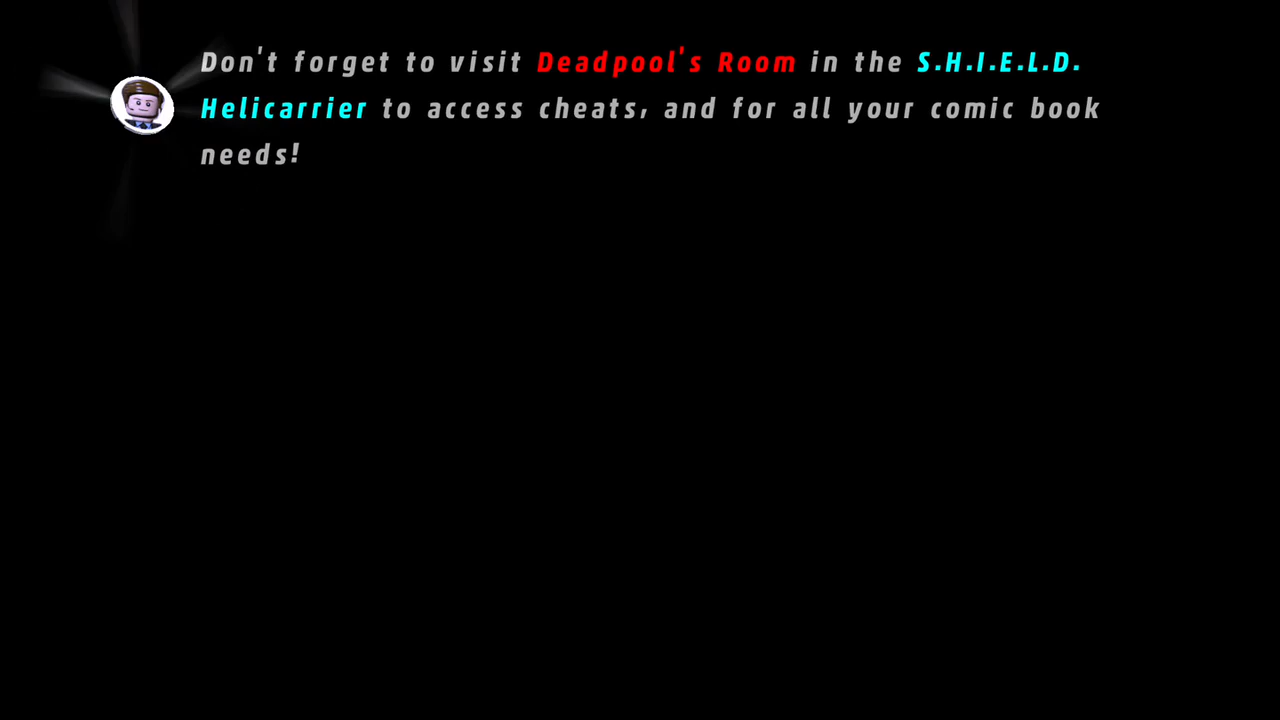 Don't forget to visit Deadpool's Room in the S.H.I.E.L.D.
Helicarrier to access cheats, and for all your comic book
needs!